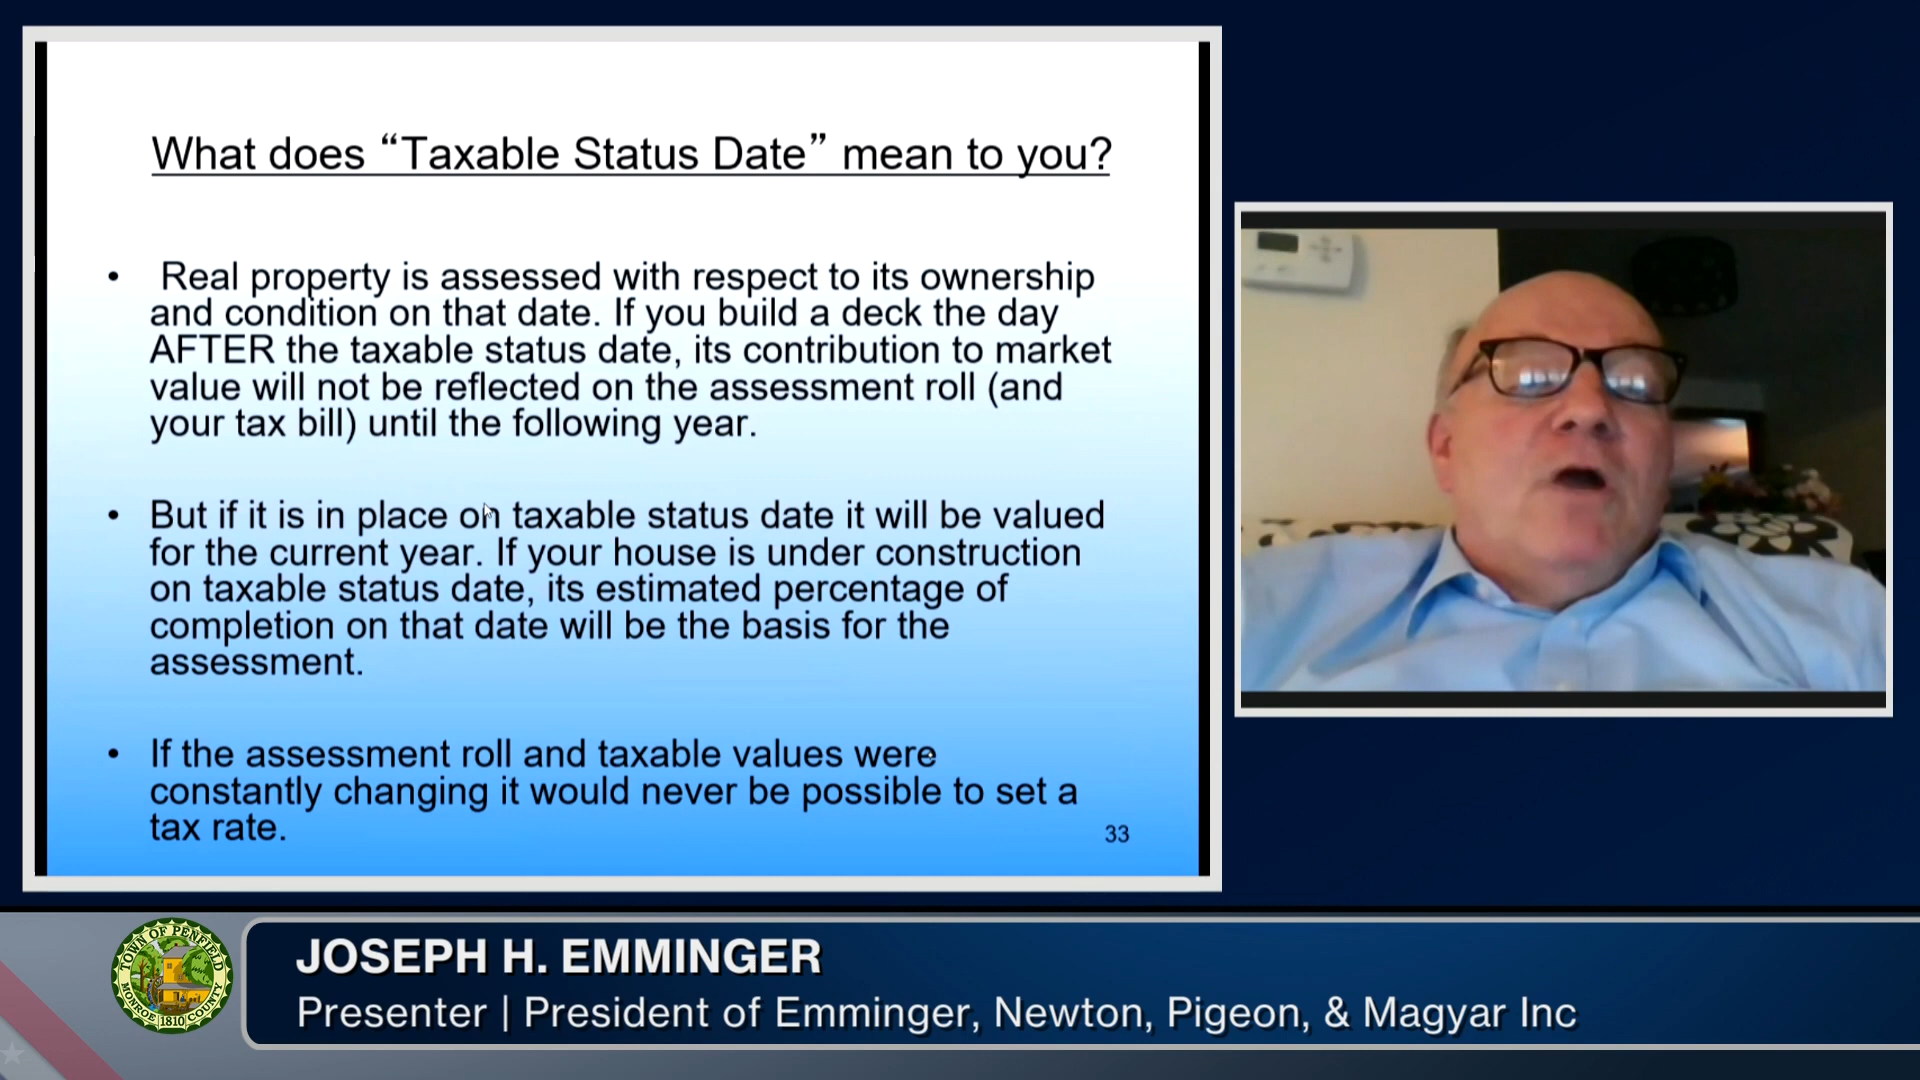 What does “Taxable Status Date” mean to you?
• Real property is assessed with respect to its ownership
and condition on that date. If you build a deck the day
AFTER the taxable status date, its contribution to market
value will not be reflected on the assessment roll (and
your tax bill) until the following year.
• But if it is in place on taxable status date it will be valued
for the current year. If your house is under construction
on taxable status date, its estimated percentage of
completion on that date will be the basis for the
assessment.
• If the assessment roll and taxable values were
constantly changing it would never be possible to set a
tax rate.
33
TOWN OF PENFIELD
MONROE COUNTY
1810
JOSEPH H. EMMINGER
Presenter | President of Emminger, Newton, Pigeon, & Magyar Inc